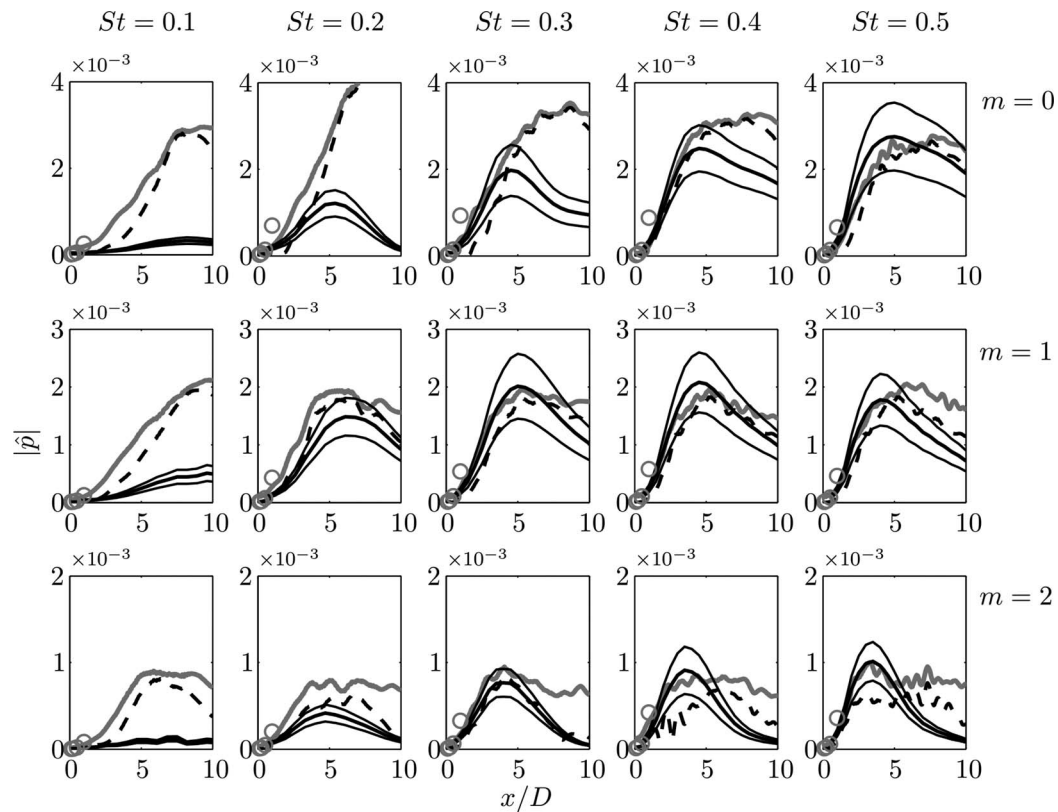 St = 0.1 St = 0.2 St = 0.3 St = 0.4 St = 0.5
×10⁻³ ×10⁻³ ×10⁻³ ×10⁻³ ×10⁻³
4 4 4 4 4
m = 0
2 2 2 2 2
0 0 0 0 0
0 5 10 0 5 10 0 5 10 0 5 10 0 5 10
×10⁻³ ×10⁻³ ×10⁻³ ×10⁻³ ×10⁻³
3 3 3 3 3
m = 1
2 2 2 2 2
|p̂|
1 1 1 1 1
0 0 0 0 0
0 5 10 0 5 10 0 5 10 0 5 10 0 5 10
×10⁻³ ×10⁻³ ×10⁻³ ×10⁻³ ×10⁻³
2 2 2 2 2
m = 2
1 1 1 1 1
0 0 0 0 0
0 5 10 0 5 10 0 5 10 0 5 10 0 5 10
x/D